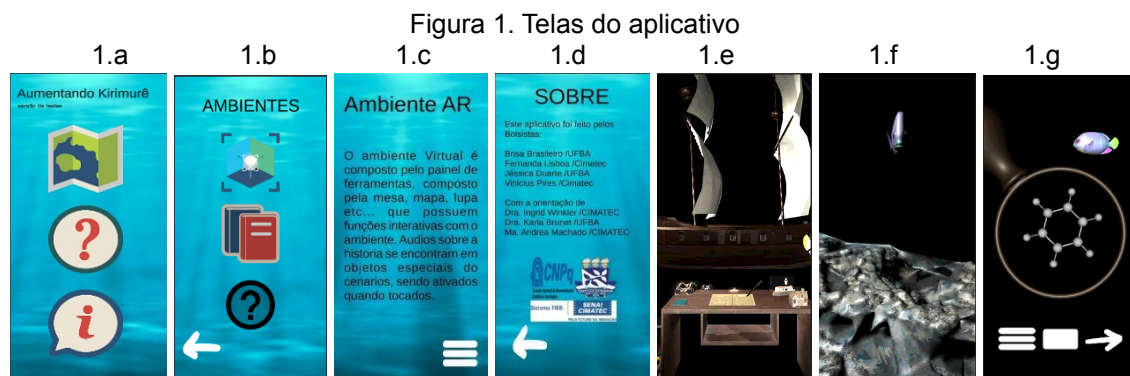 Figura 1. Telas do aplicativo
1.a
1.b
1.c
1.d
1.e
1.f
1.g
Aumentando Kirimurê
versão de testes
?
i
AMBIENTES
?
Ambiente AR
O ambiente Virtual é
composto pelo painel de
ferramentas, composto
pela mesa, mapa, lupa
etc... que possuem
funções interativas com o
ambiente. Audios sobre a
historia se encontram em
objetos especiais do
cenarios, sendo ativados
quando tocados.
SOBRE
Este aplicativo foi feito pelos
Bolsistas:
Brisa Brasileiro /UFBA
Fernanda Lisboa /Cimatec
Jéssica Duarte /UFBA
Vinicius Pires /Cimatec
Com a orientação de
Dra. Ingrid Winkler /CIMATEC
Dra. Karla Brunet /UFBA
Ma. Andrea Machado /CIMATEC
CNPq
Sistema FIEB
SENAI
CIMATEC